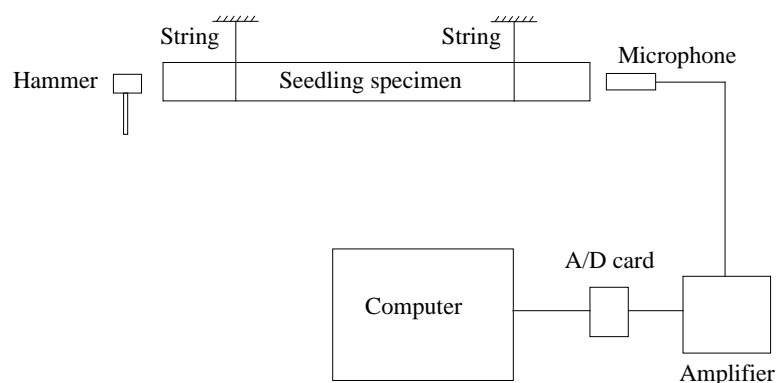 String
String
Microphone
Hammer
Seedling specimen
A/D card
Computer
Amplifier